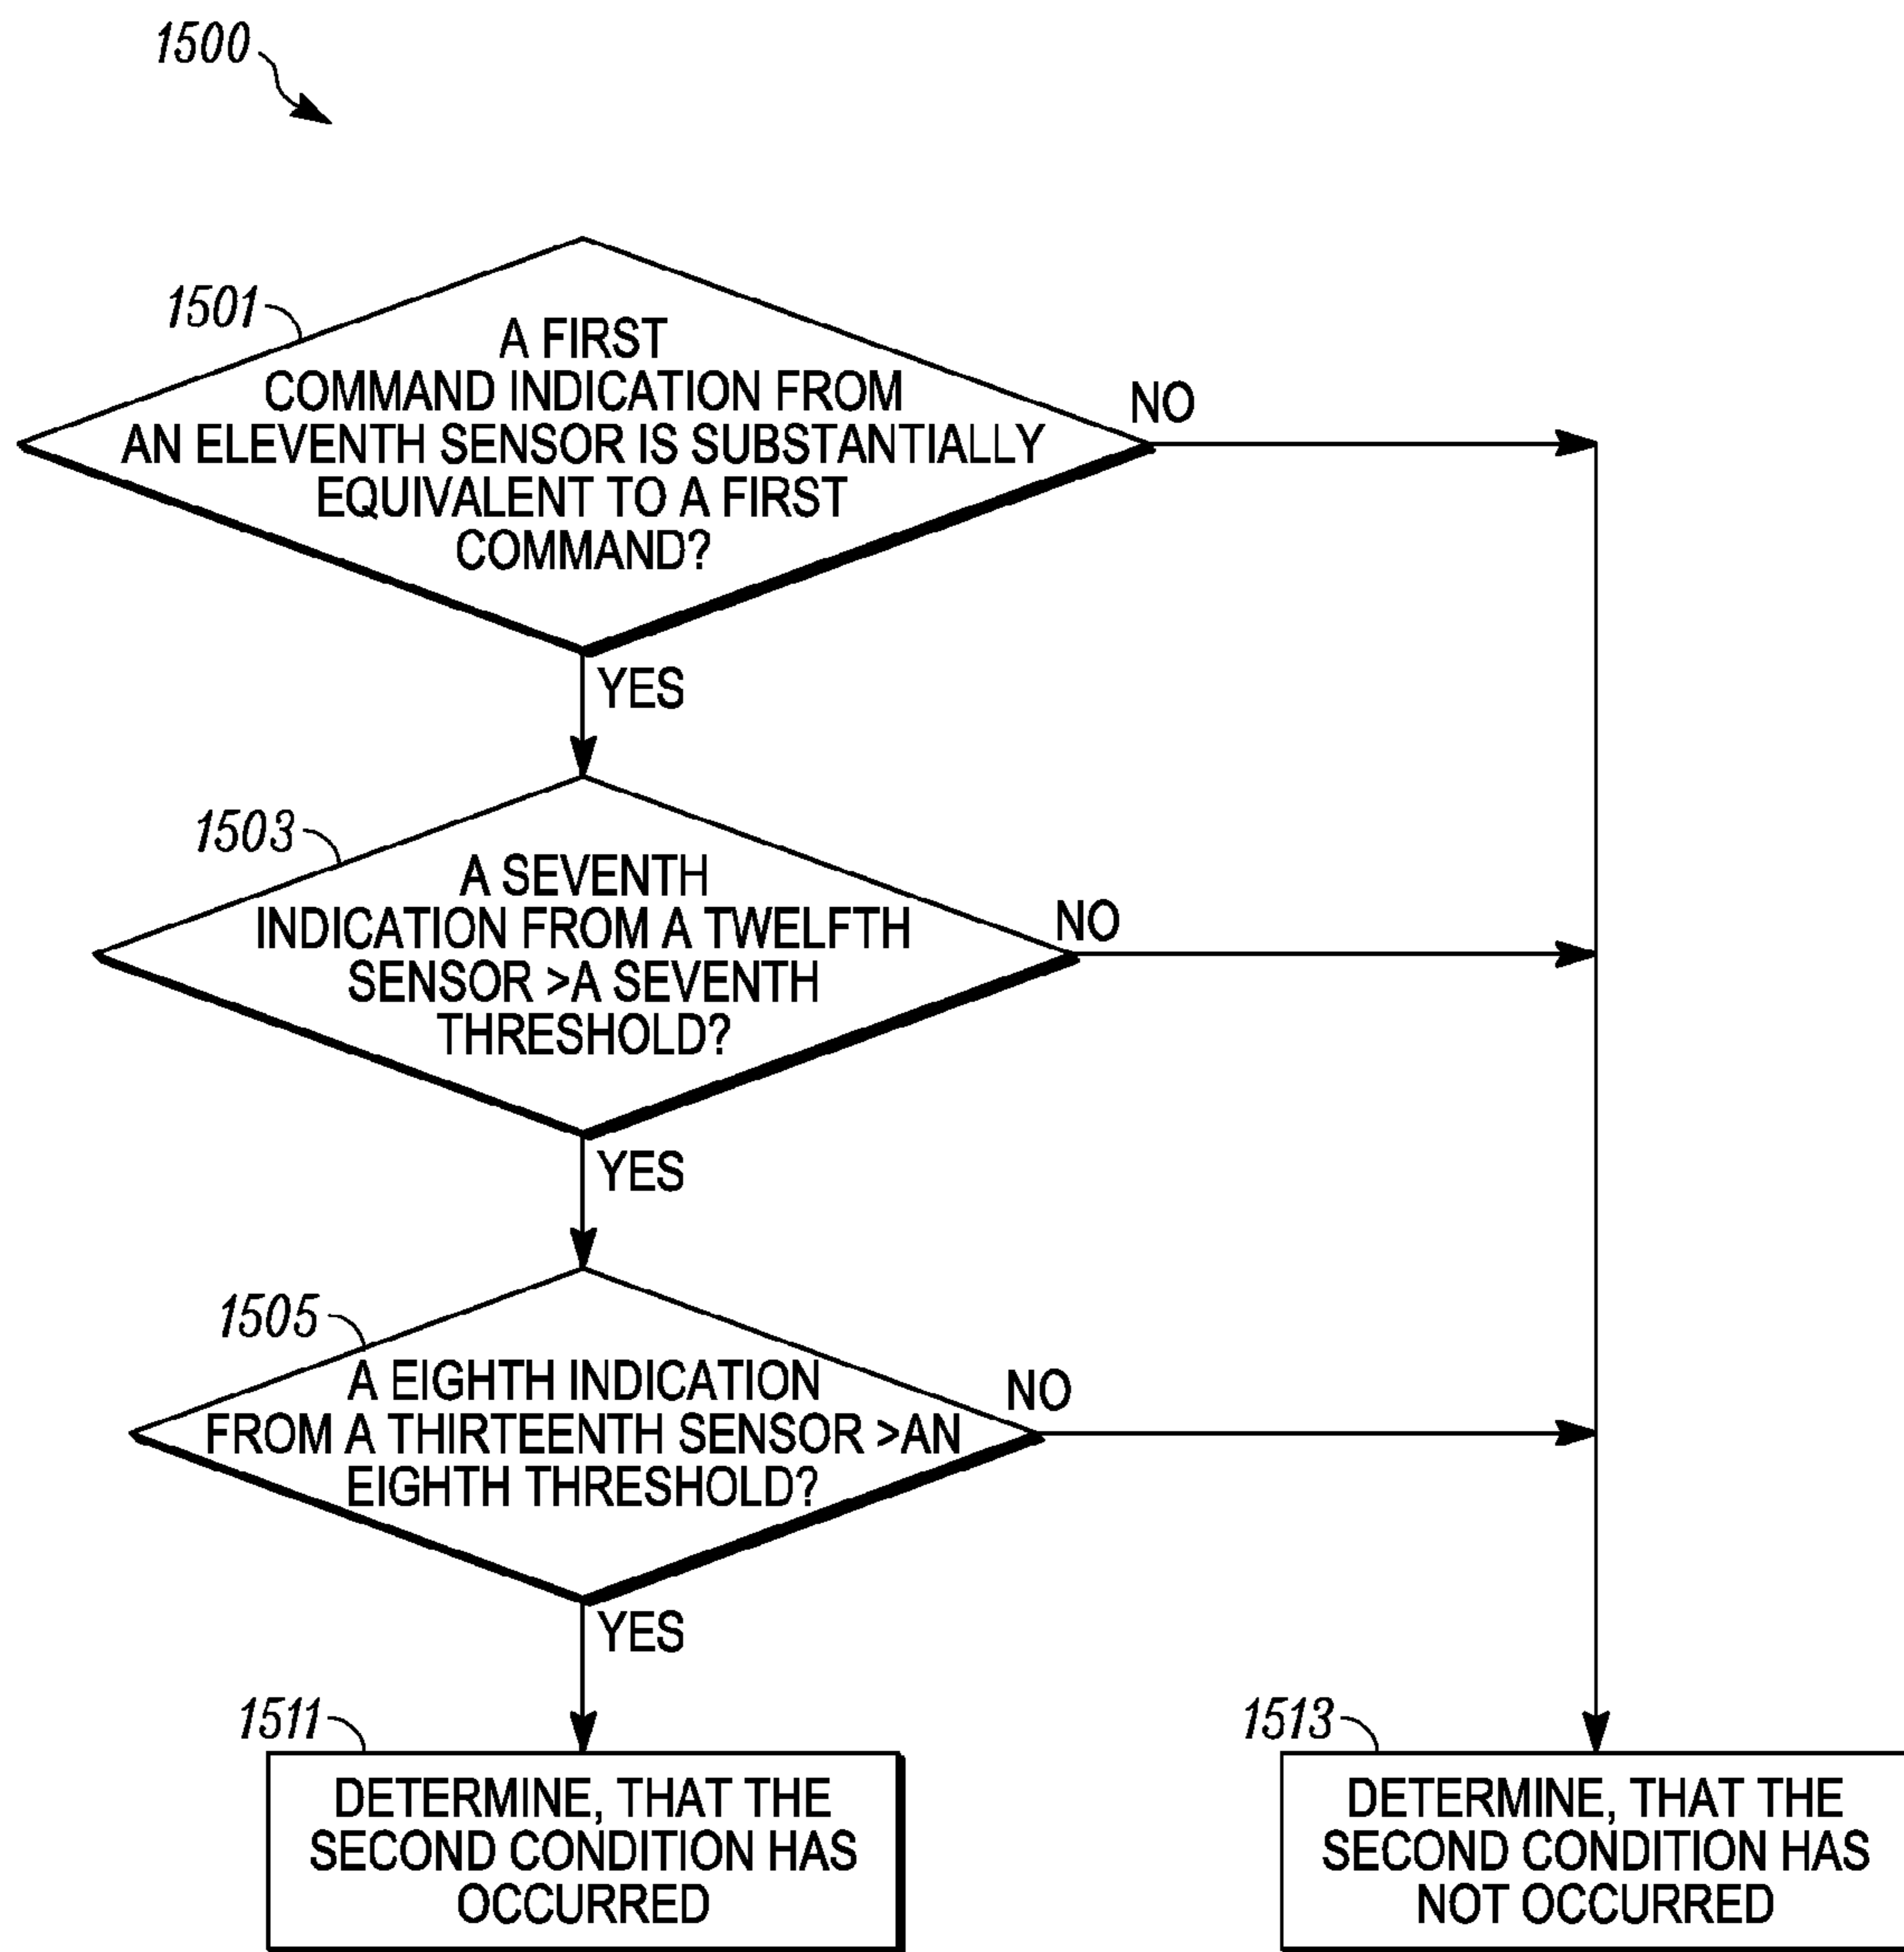 1500
1501
A FIRST
COMMAND INDICATION FROM
AN ELEVENTH SENSOR IS SUBSTANTIALLY
EQUIVALENT TO A FIRST
COMMAND?
NO
YES
1503
A SEVENTH
INDICATION FROM A TWELFTH
SENSOR >A SEVENTH
THRESHOLD?
NO
YES
1505
A EIGHTH INDICATION
FROM A THIRTEENTH SENSOR >AN
EIGHTH THRESHOLD?
NO
YES
1511
DETERMINE, THAT THE
SECOND CONDITION HAS
OCCURRED
1513
DETERMINE, THAT THE
SECOND CONDITION HAS
NOT OCCURRED